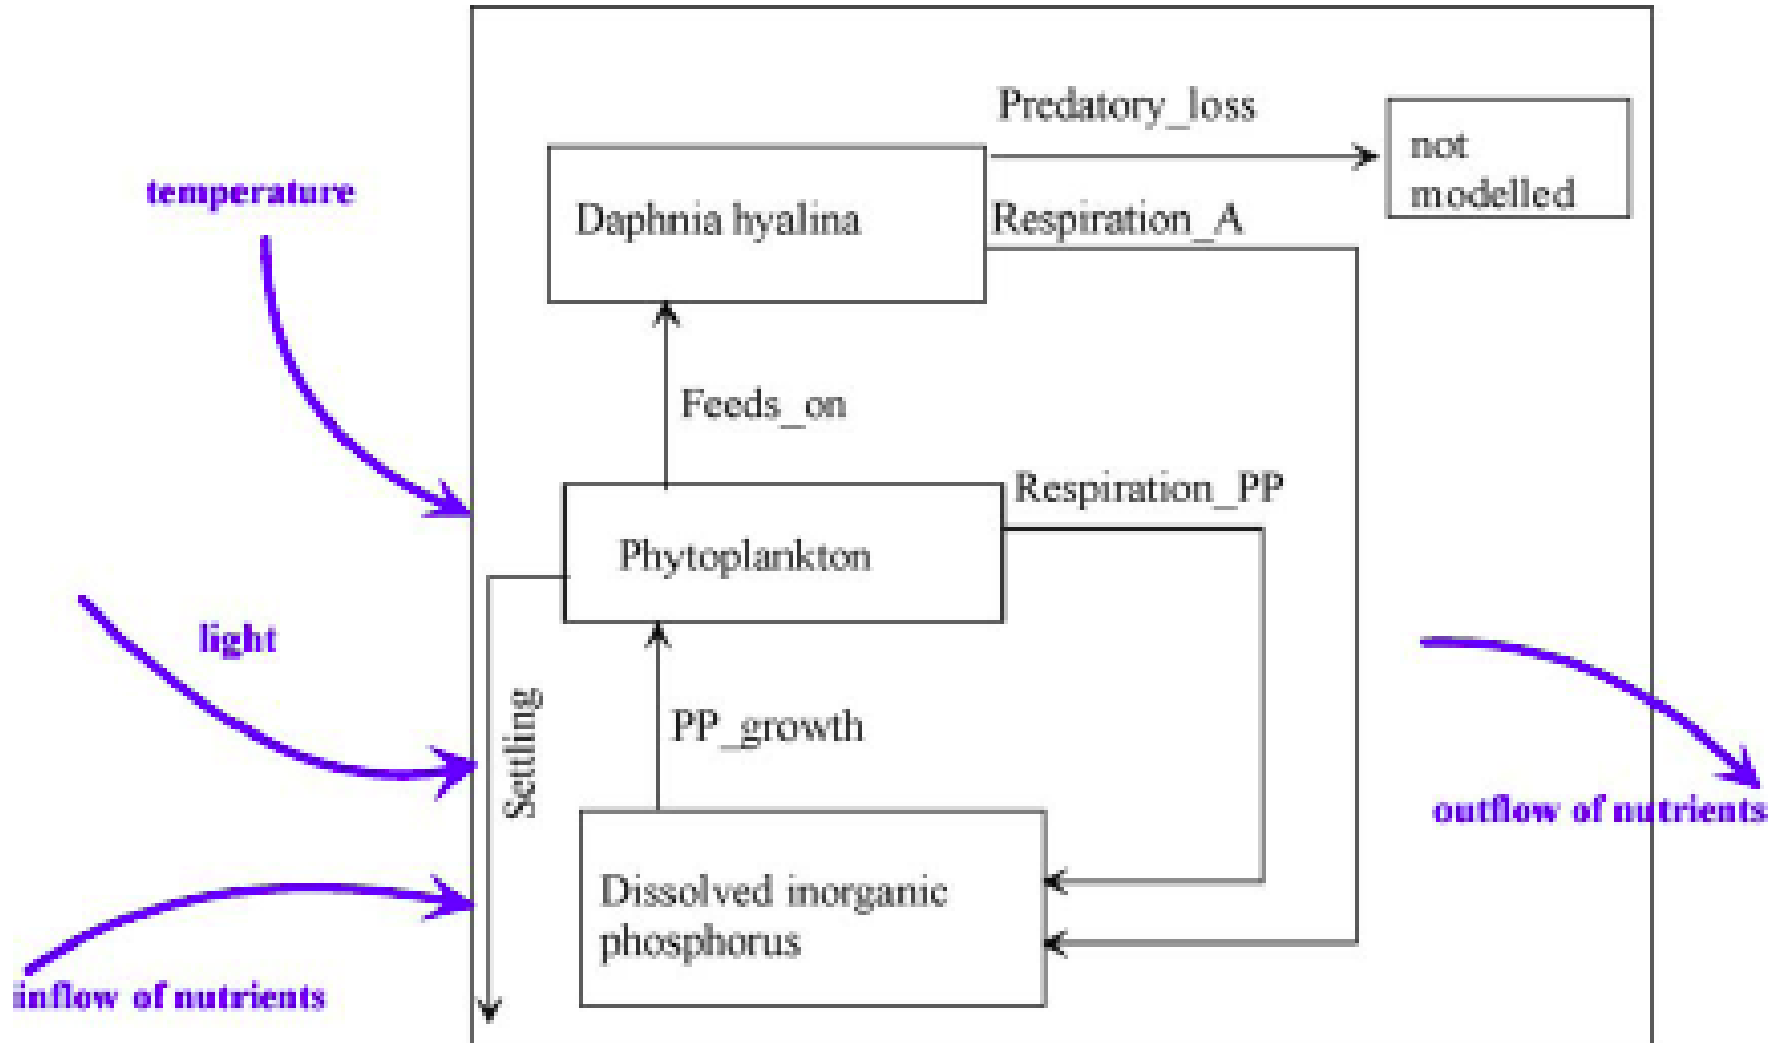 Predatory_loss
not
modelled
temperature
Daphnia hyalina
Respiration_A
Feeds_on
Respiration_PP
Phytoplankton
light
Settling
PP_growth
outflow of nutrients
Dissolved inorganic
phosphorus
inflow of nutrients